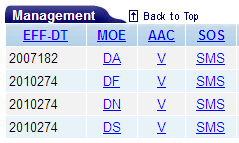 Management Back to Top
EFF-DT MOE AAC SOS
2007182 DA V SMS
2010274 DF V SMS
2010274 DN V SMS
2010274 DS V SMS